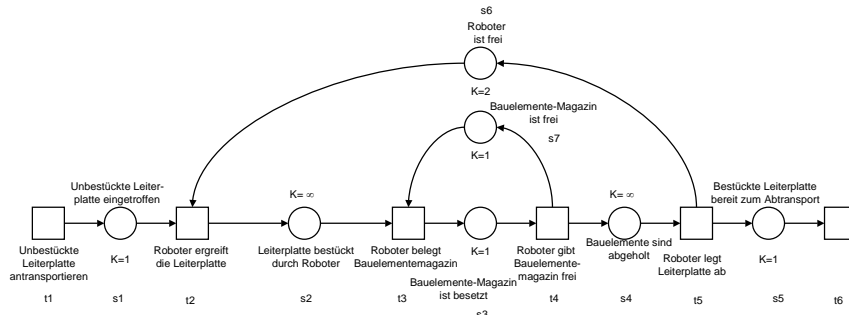 s6
Roboter
ist frei
K=2
Bauelemente-Magazin
ist frei
s7
K=1
Unbestückte Leiter-
platte eingetroffen
K= ∞
K= ∞
Bestückte Leiterplatte
bereit zum Abtransport
Unbestückte
Leiterplatte
antransportieren
K=1
Roboter ergreift
die Leiterplatte
Leiterplatte bestückt
durch Roboter
Roboter belegt
Bauelementemagazin
K=1
Roboter gibt
Bauelemente-
magazin frei
Bauelemente sind
abgeholt
Roboter legt
Leiterplatte ab
K=1
Bauelemente-Magazin
ist besetzt
t1
s1
t2
s2
t3
s3
t4
s4
t5
s5
t6